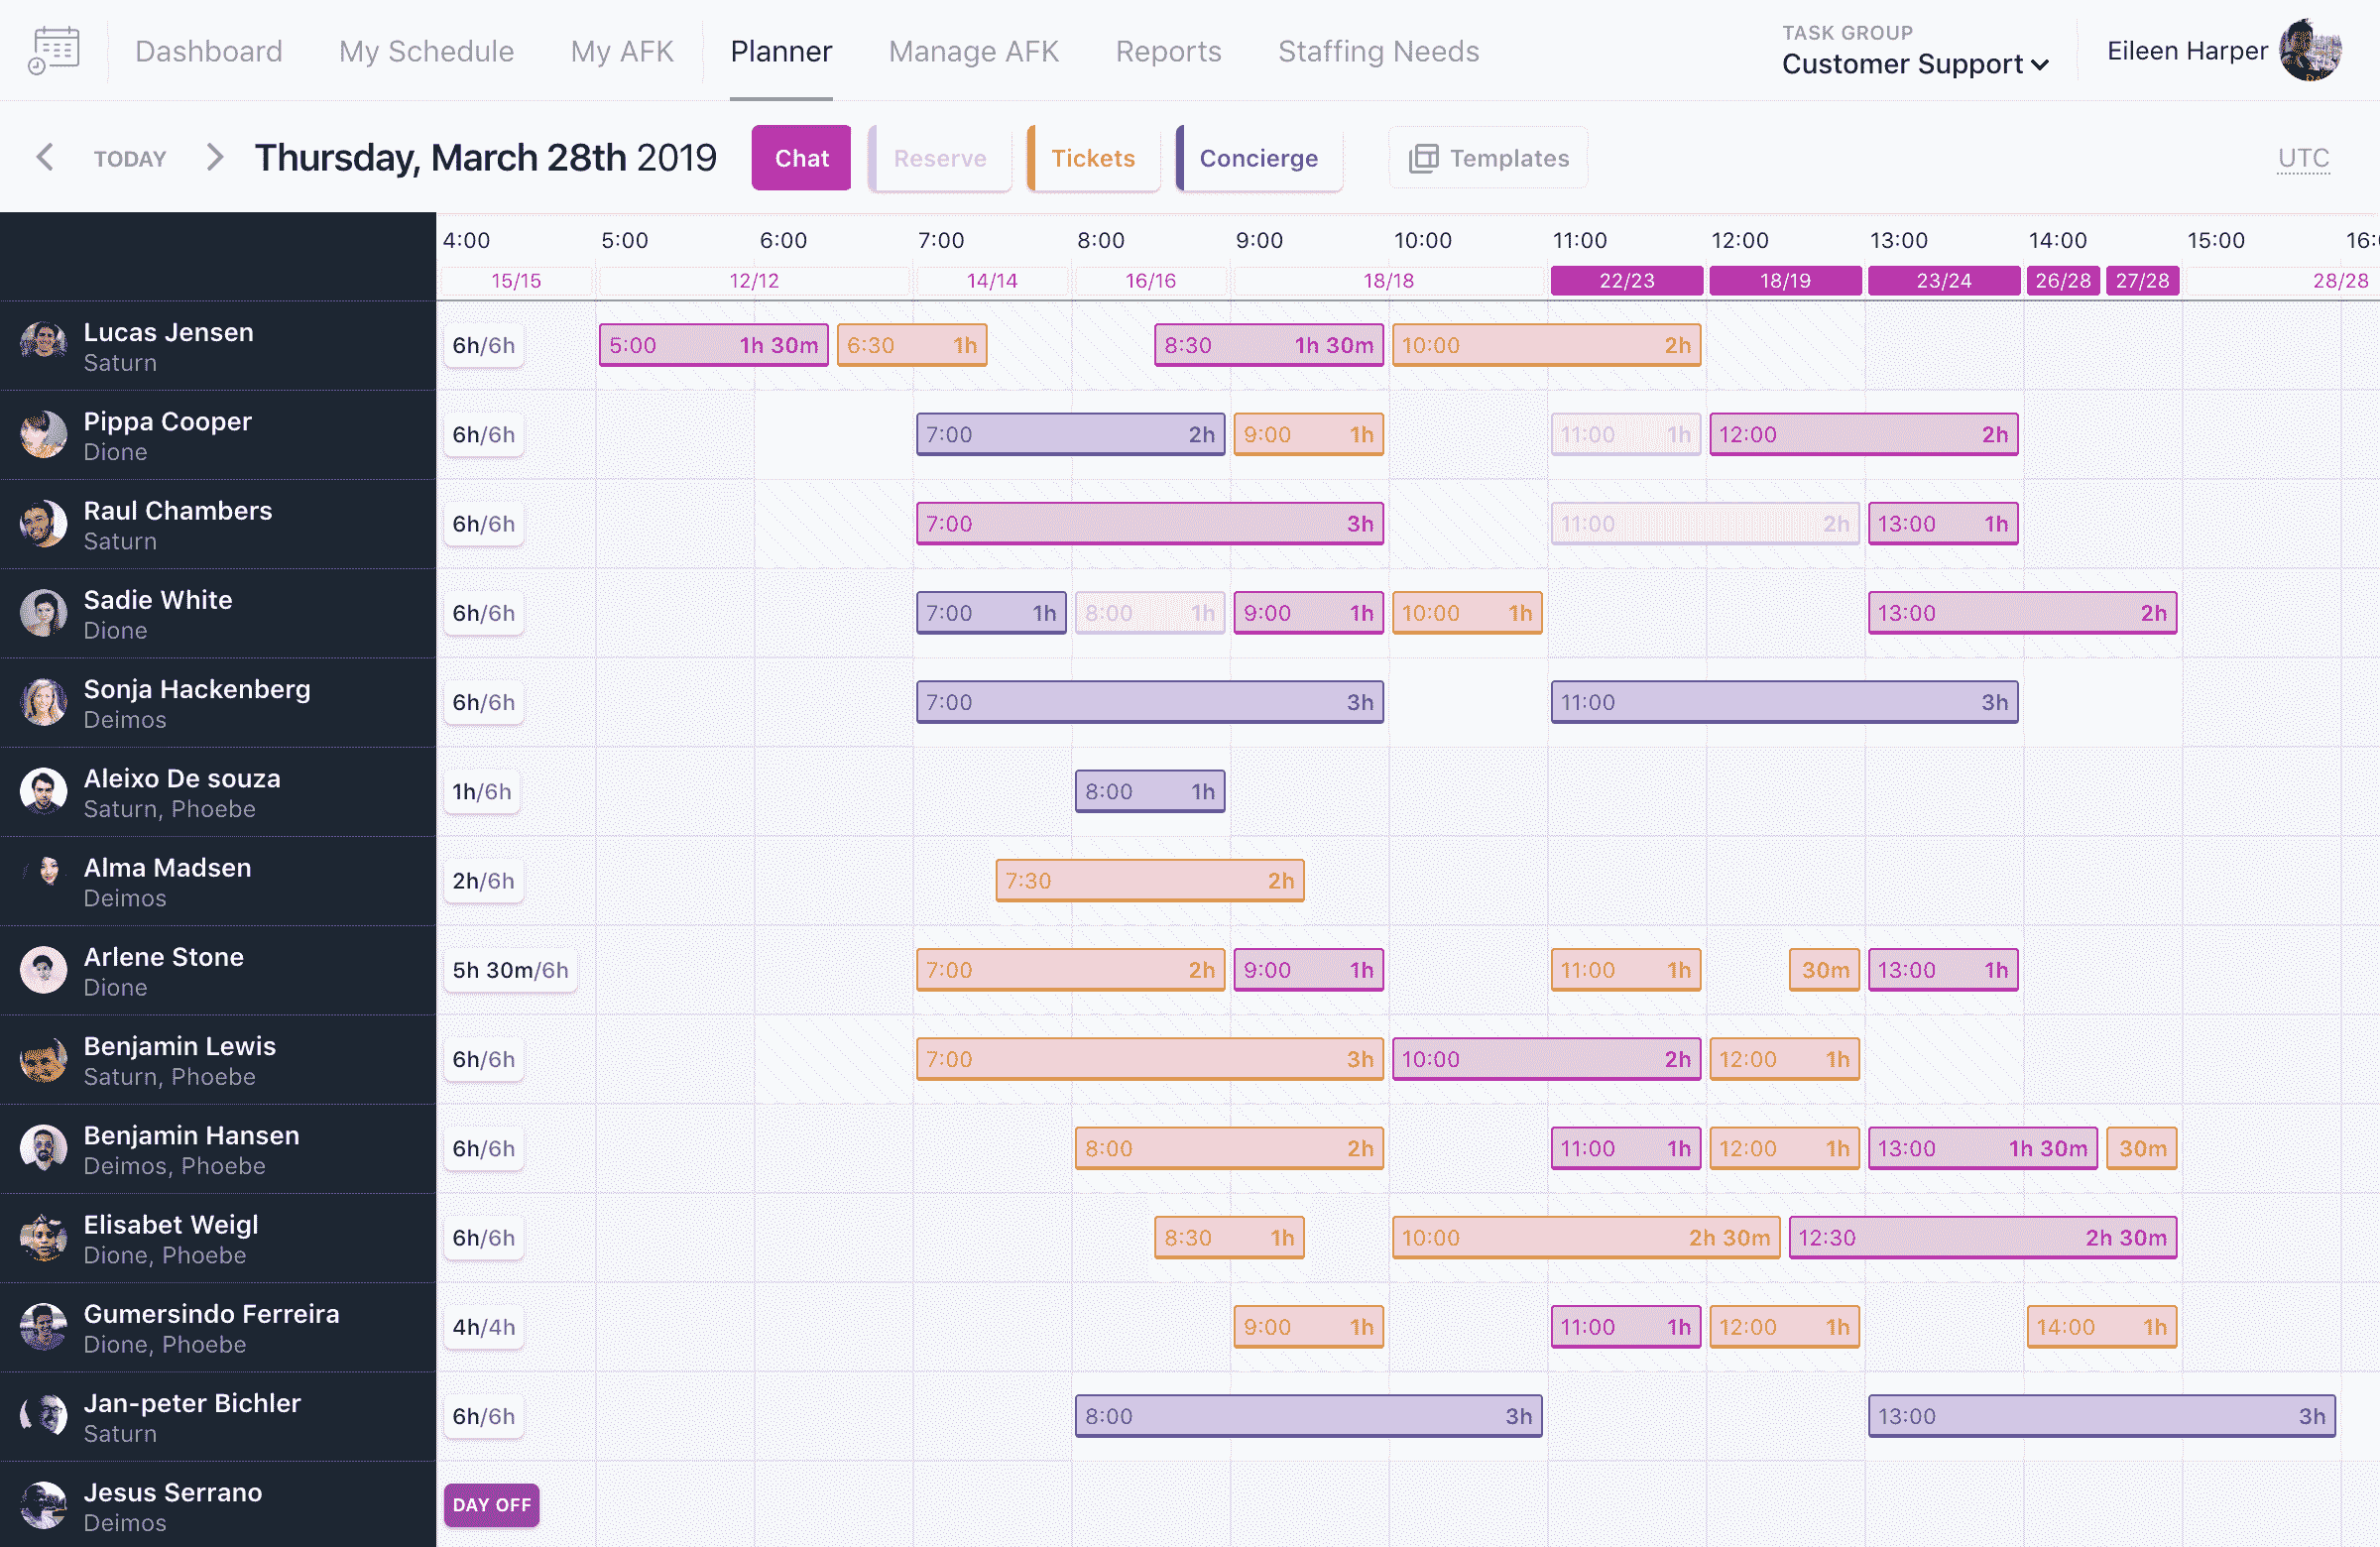 Dashboard My Schedule My AFK Planner Manage AFK Reports Staffing Needs TASK GROUP Customer Support Eileen Harper
TODAY Thursday, March 28th 2019 Chat Reserve Tickets Concierge Templates UTC
4:00 5:00 6:00 7:00 8:00 9:00 10:00 11:00 12:00 13:00 14:00 15:00
15/15 12/12 14/14 16/16 18/18 22/23 18/19 23/24 26/28 27/28 28/28
Lucas Jensen
Saturn
6h/6h 5:00 1h 30m 6:30 1h 8:30 1h 30m 10:00 2h
Pippa Cooper
Dione
6h/6h 7:00 2h 9:00 1h 11:00 1h 12:00 2h
Raul Chambers
Saturn
6h/6h 7:00 3h 11:00 2h 13:00 1h
Sadie White
Dione
6h/6h 7:00 1h 8:00 1h 9:00 1h 10:00 1h 13:00 2h
Sonja Hackenberg
Deimos
6h/6h 7:00 3h 11:00 3h
Aleixo De souza
Saturn, Phoebe
1h/6h 8:00 1h
Alma Madsen
Deimos
2h/6h 7:30 2h
Arlene Stone
Dione
5h 30m/6h 7:00 2h 9:00 1h 11:00 1h 30m 13:00 1h
Benjamin Lewis
Saturn, Phoebe
6h/6h 7:00 3h 10:00 2h 12:00 1h
Benjamin Hansen
Deimos, Phoebe
6h/6h 8:00 2h 11:00 1h 12:00 1h 13:00 1h 30m 30m
Elisabet Weigl
Dione, Phoebe
6h/6h 8:30 1h 10:00 2h 30m 12:30 2h 30m
Gumersindo Ferreira
Dione, Phoebe
4h/4h 9:00 1h 11:00 1h 12:00 1h 14:00 1h
Jan-peter Bichler
Saturn
6h/6h 8:00 3h 13:00 3h
Jesus Serrano
Deimos
DAY OFF